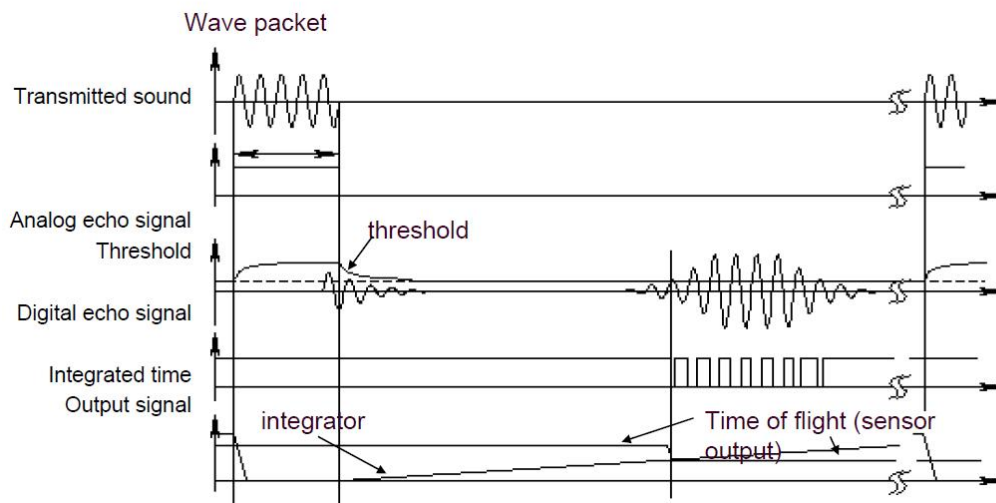 Wave packet
Transmitted sound
Analog echo signal
Threshold
threshold
Digital echo signal
Integrated time
Output signal
integrator
Time of flight (sensor
output)